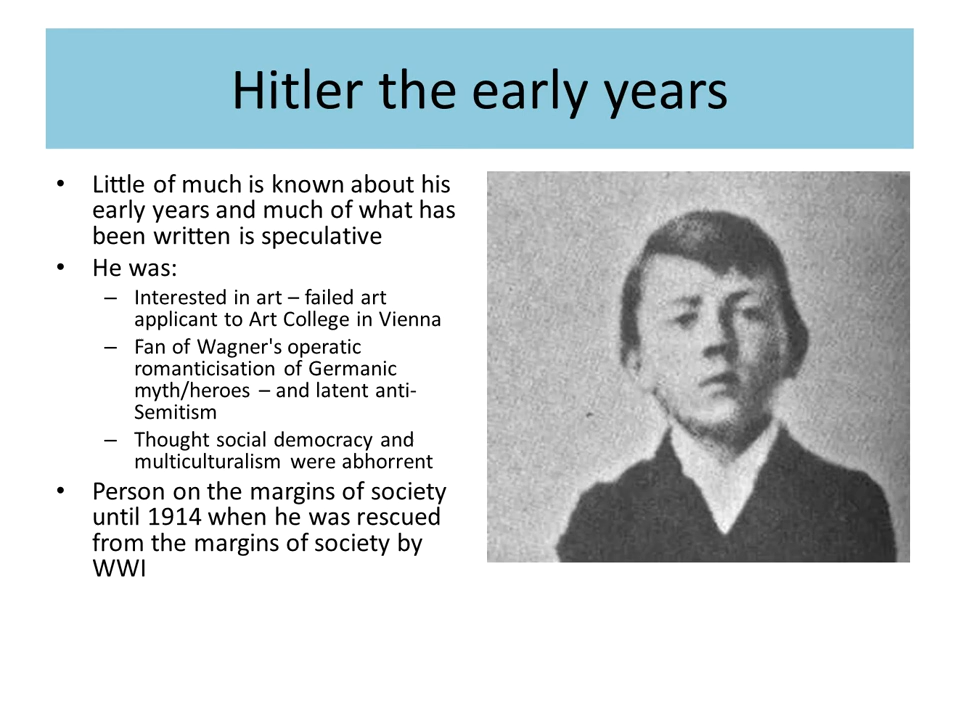 Hitler the early years
• Little of much is known about his
early years and much of what has
been written is speculative
• He was:
– Interested in art – failed art
applicant to Art College in Vienna
– Fan of Wagner's operatic
romanticisation of Germanic
myth/heroes – and latent anti-
Semitism
– Thought social democracy and
multiculturalism were abhorrent
• Person on the margins of society
until 1914 when he was rescued
from the margins of society by
WWI